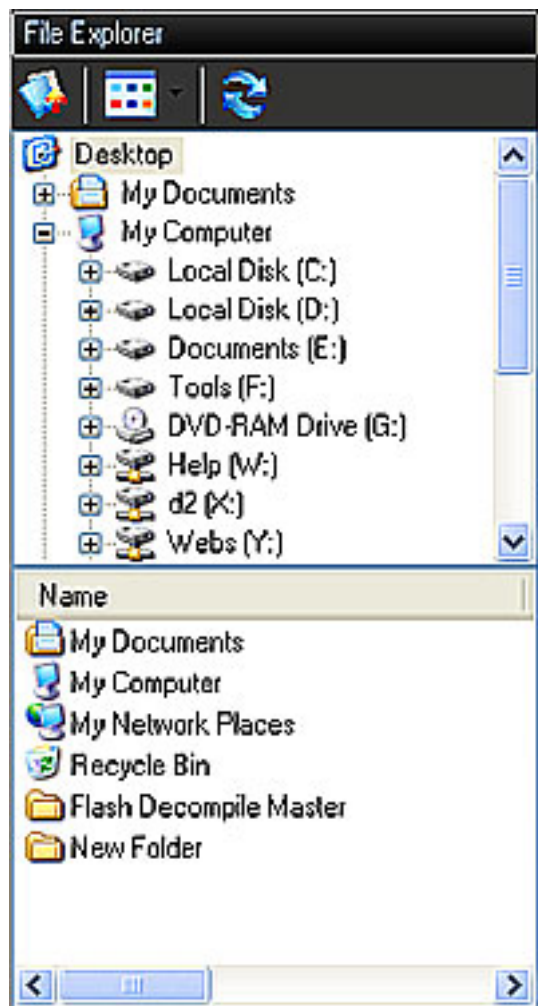 File Explorer
Desktop
My Documents
My Computer
Local Disk (C:)
Local Disk (D:)
Documents (E:)
Tools (F:)
DVD-RAM Drive (G:)
Help (W:)
d2 (X:)
Webs (Y:)
Name
My Documents
My Computer
My Network Places
Recycle Bin
Flash Decompile Master
New Folder